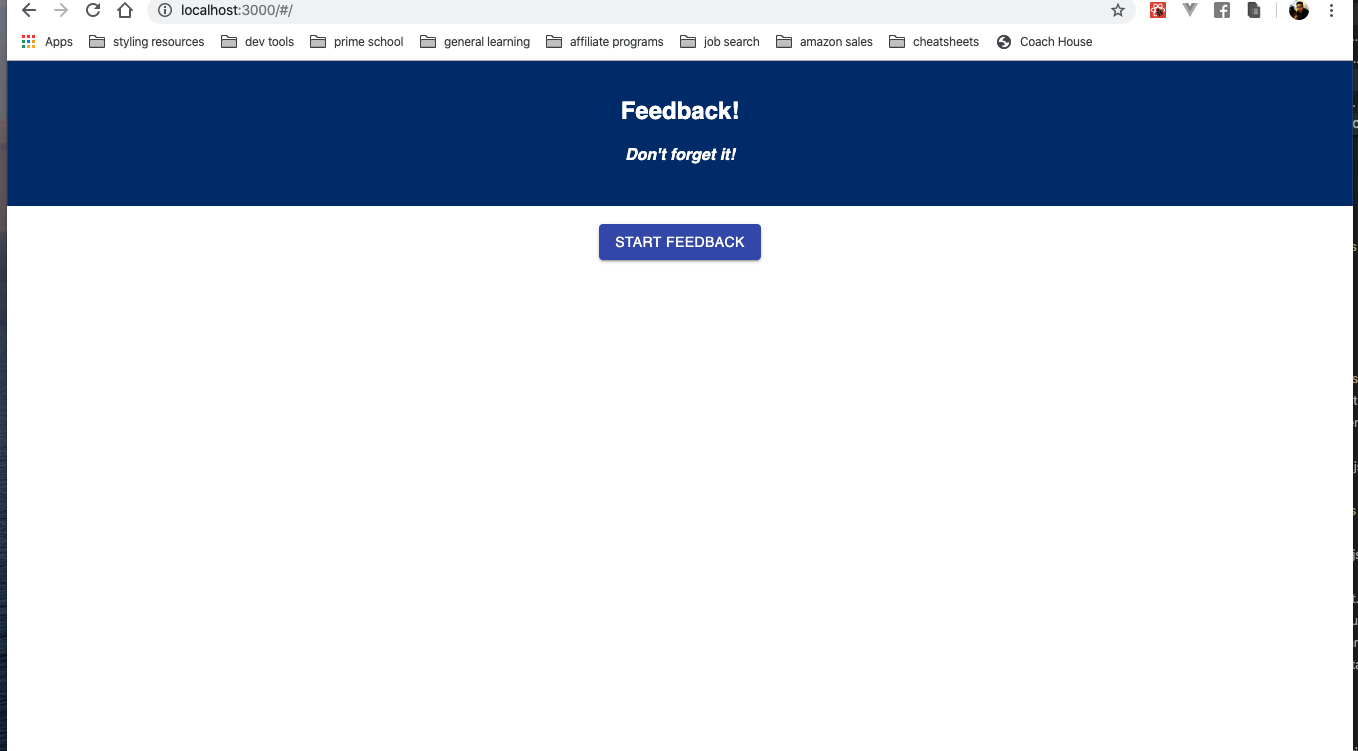 localhost:3000/#/
Apps styling resources dev tools prime school general learning affiliate programs job search amazon sales cheatsheets Coach House
Feedback!
Don't forget it!
START FEEDBACK